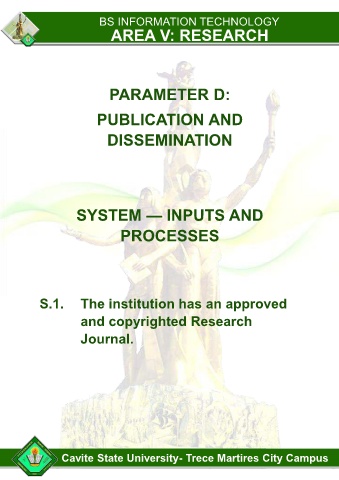 BS INFORMATION TECHNOLOGY
AREA V: RESEARCH
PARAMETER D:
PUBLICATION AND
DISSEMINATION
SYSTEM — INPUTS AND
PROCESSES
S.1. The institution has an approved
and copyrighted Research
Journal.
Cavite State University- Trece Martires City Campus